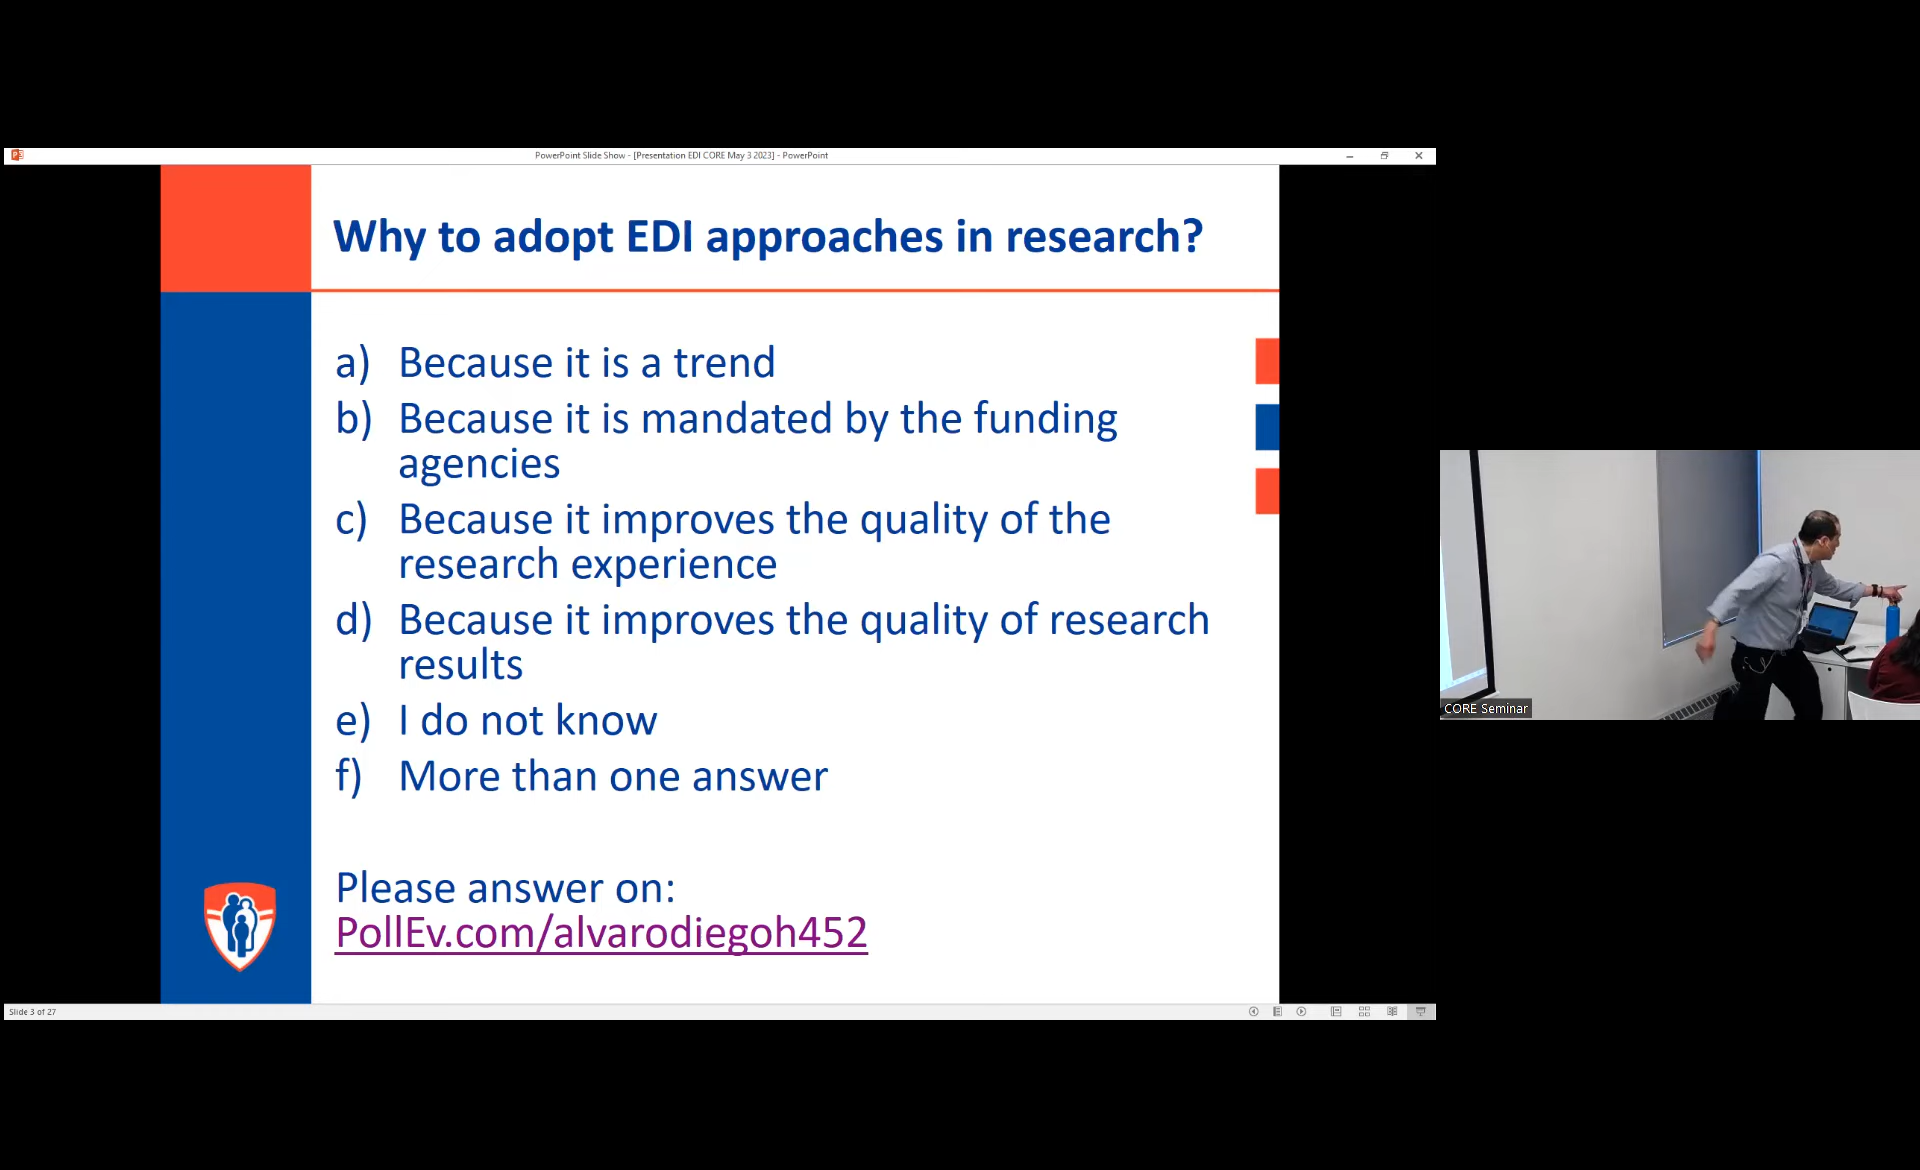 PowerPoint Slide Show - [Presentation EDI CORE May 3 2023] - PowerPoint
Why to adopt EDI approaches in research?
a) Because it is a trend
b) Because it is mandated by the funding
agencies
c) Because it improves the quality of the
research experience
d) Because it improves the quality of research
results
e) I do not know
f) More than one answer
Please answer on:
PollEv.com/alvarodiegoh452
CORE Seminar
Slide 3 of 27